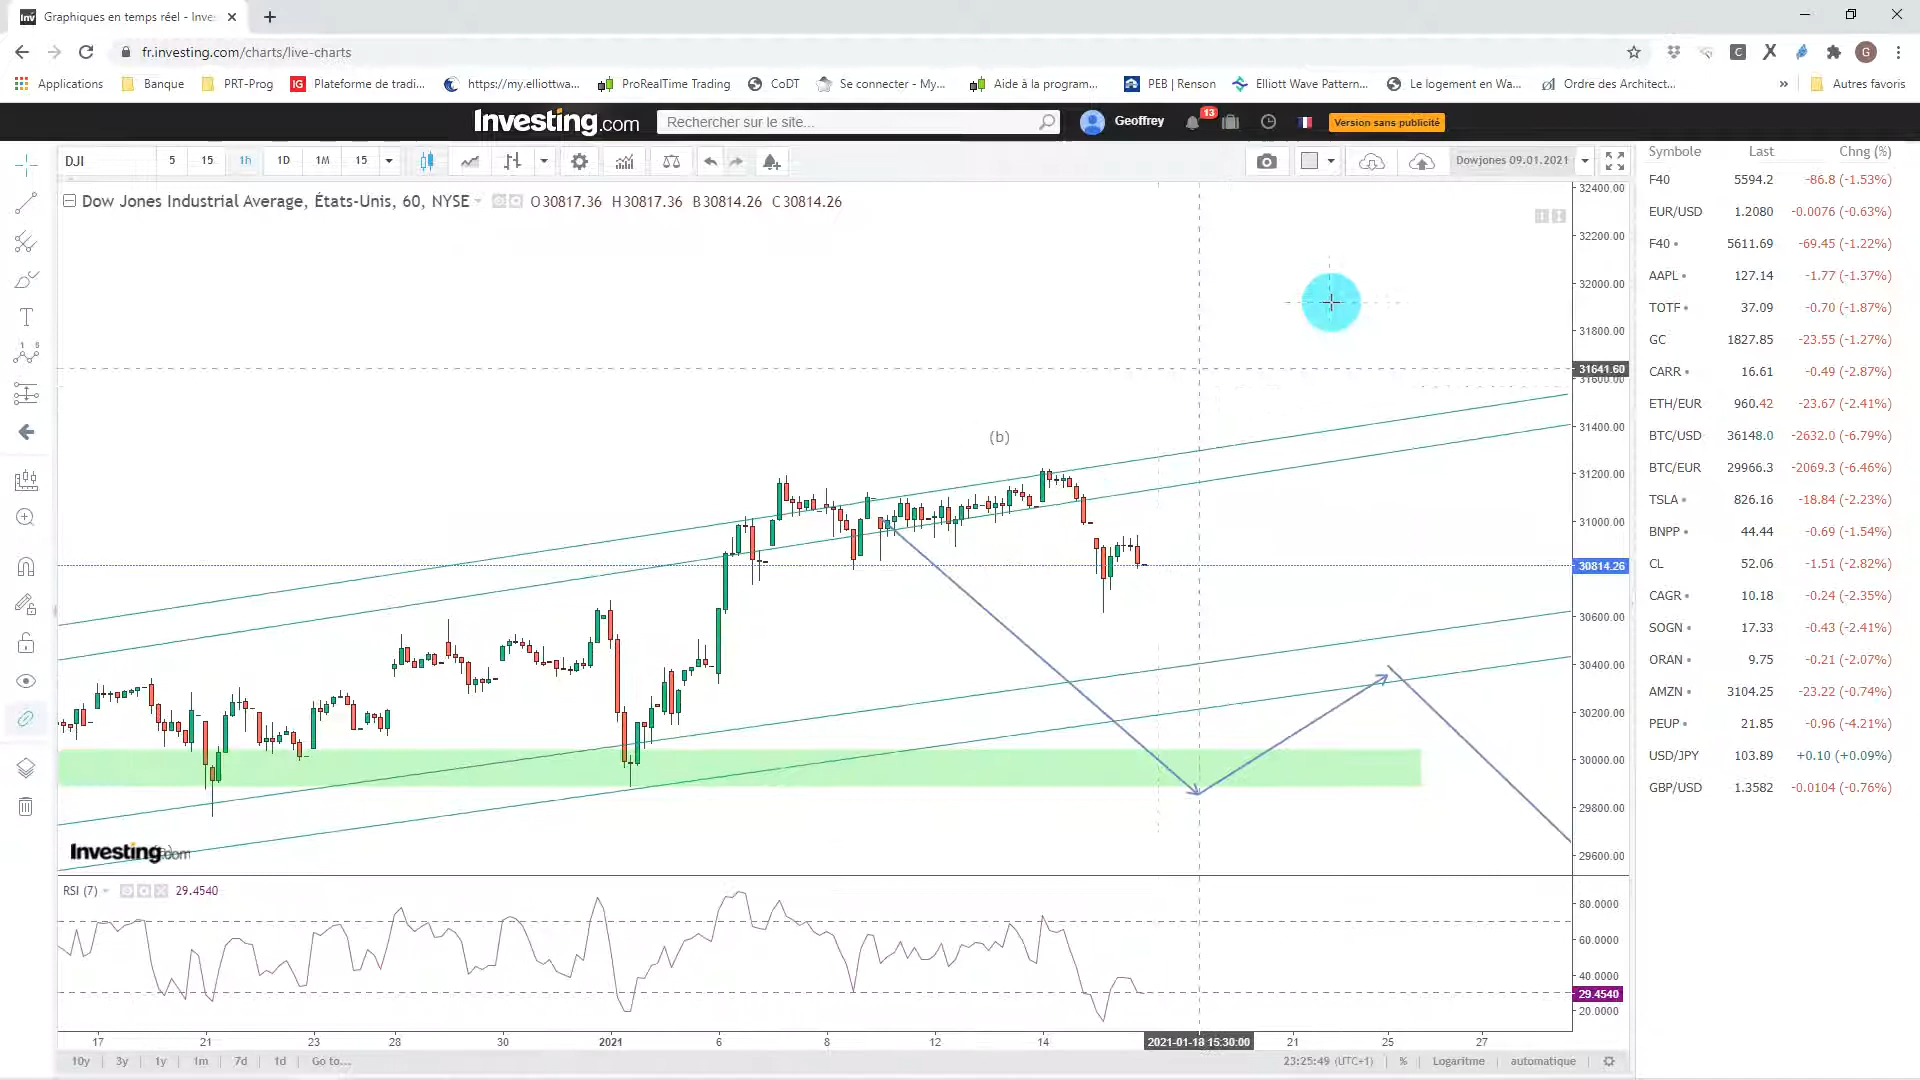 Graphiques en temps réel - Inve
fr.investing.com/charts/live-charts
G
Applications
Banque
PRT-Prog
IG
Plateforme de tradi...
https://my.elliottwa...
ProRealTime Trading
CoDT
Se connecter - My...
Aide à la program...
PEB | Renson
Elliott Wave Pattern...
Le logement en Wa...
Ordre des Architect...
»
Autres favoris
Investing.com
Rechercher sur le site...
Geoffrey
13
Version sans publicité
DJI 5 15 1h 1D 1M 15
Dowjones 09.01.2021
Dow Jones Industrial Average, États-Unis, 60, NYSE
O30817.36 H30817.36 B30814.26 C30814.26
(b)
32400.00
32200.00
32000.00
31800.00
31641.60
31600.00
31400.00
31200.00
31000.00
30814.26
30600.00
30400.00
30200.00
30000.00
29800.00
29600.00
Investing.com
RSI (7) 29.4540
80.0000
60.0000
40.0000
29.4540
20.0000
17 21 23 28 30 2021 6 8 12 14 2021-01-18 15:30:00 21 25 27
10y 3y 1y 1m 7d 1d Go to...
23:25:49 (UTC+1) % Logaritme automatique
Symbole Last Chng (%)
F40 5594.2 -86.8 (-1.53%)
EUR/USD 1.2080 -0.0076 (-0.63%)
F40 5611.69 -69.45 (-1.22%)
AAPL 127.14 -1.77 (-1.37%)
TOTF 37.09 -0.70 (-1.87%)
GC 1827.85 -23.55 (-1.27%)
CARR 16.61 -0.49 (-2.87%)
ETH/EUR 960.42 -23.67 (-2.41%)
BTC/USD 36148.0 -2632.0 (-6.79%)
BTC/EUR 29966.3 -2069.3 (-6.46%)
TSLA 826.16 -18.84 (-2.23%)
BNPP 44.44 -0.69 (-1.54%)
CL 52.06 -1.51 (-2.82%)
CAGR 10.18 -0.24 (-2.35%)
SOGN 17.33 -0.43 (-2.41%)
ORAN 9.75 -0.21 (-2.07%)
AMZN 3104.25 -23.22 (-0.74%)
PEUP 21.85 -0.96 (-4.21%)
USD/JPY 103.89 +0.10 (+0.09%)
GBP/USD 1.3582 -0.0104 (-0.76%)